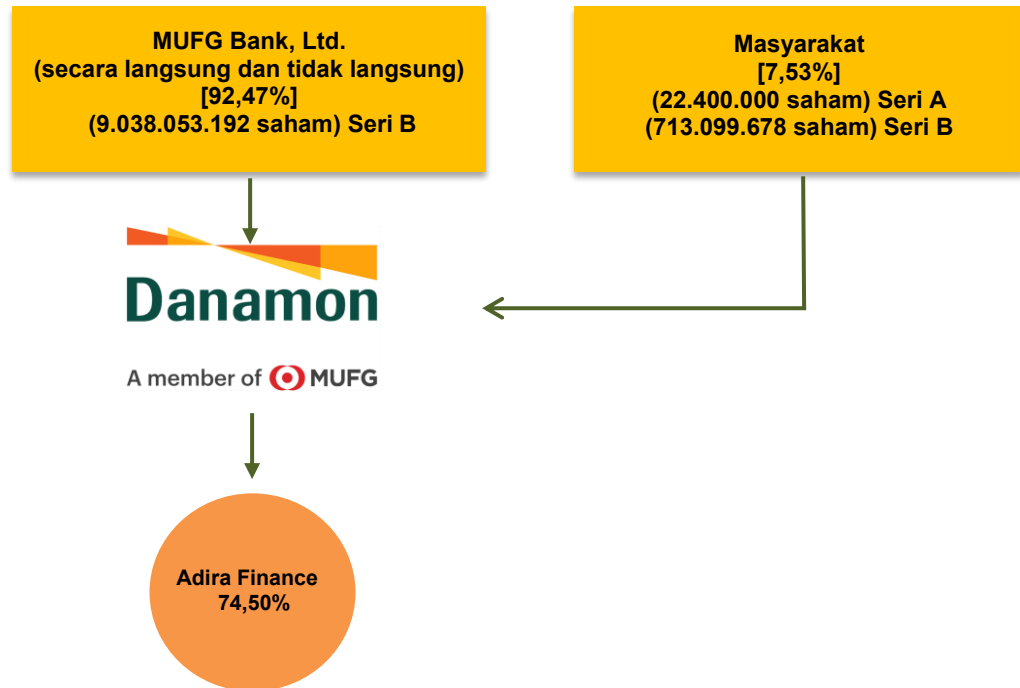 MUFG Bank, Ltd.
(secara langsung dan tidak langsung)
[92,47%]
(9.038.053.192 saham) Seri B
Masyarakat
[7,53%]
(22.400.000 saham) Seri A
(713.099.678 saham) Seri B
Danamon
A member of MUFG
Adira Finance
74,50%